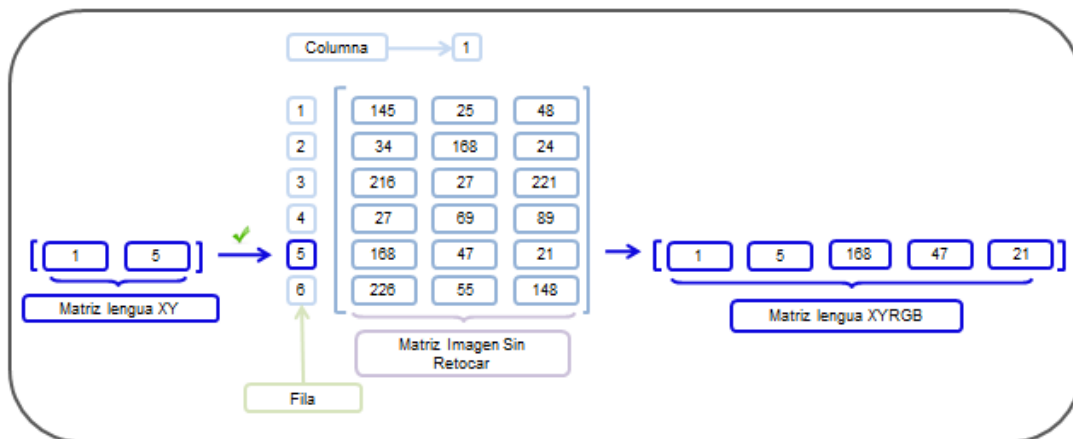 Columna 1
1 145 25 48
2 34 168 24
3 216 27 221
4 27 69 89
[ 1 5 ] 5 168 47 21 [ 1 5 168 47 21 ]
6 226 55 148
Matriz lengua XY
Matriz lengua XYRGB
Matriz Imagen Sin
Retocar
Fila